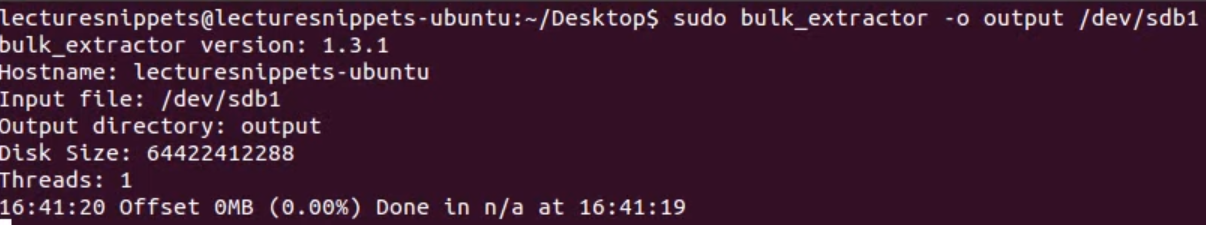 lecturesnippets@lecturesnippets-ubuntu:~/Desktop$ sudo bulk_extractor -o output /dev/sdb1
bulk_extractor version: 1.3.1
Hostname: lecturesnippets-ubuntu
Input file: /dev/sdb1
Output directory: output
Disk Size: 64422412288
Threads: 1
16:41:20 Offset 0MB (0.00%) Done in n/a at 16:41:19